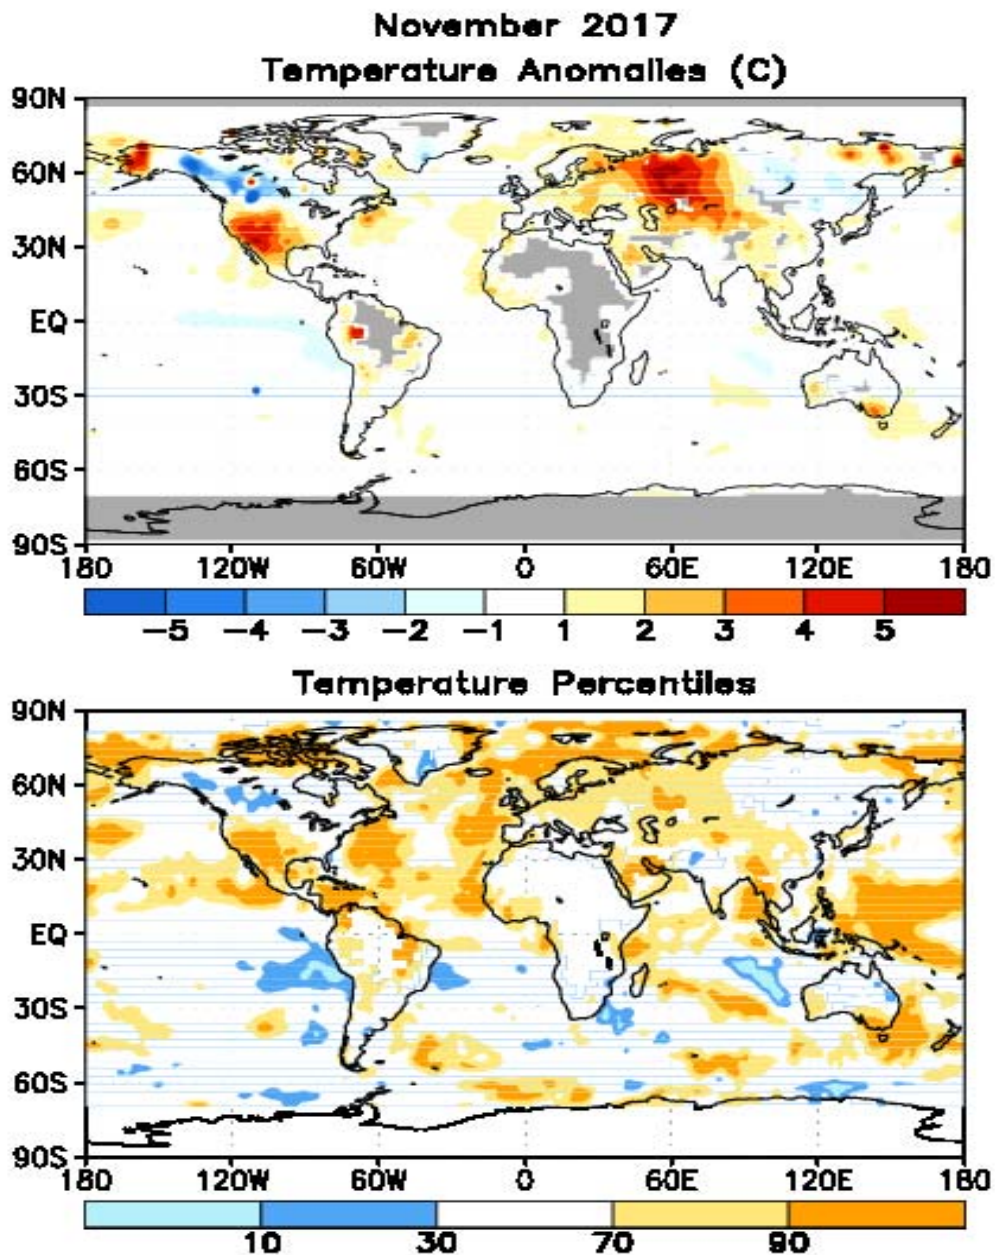 November 2017
Temperature Anomalies (C)
90N
60N
30N
EQ
30S
60S
90S
180 120W 60W 0 60E 120E 180
−5 −4 −3 −2 −1 1 2 3 4 5
Temperature Percentiles
90N
60N
30N
EQ
30S
60S
90S
180 120W 60W 0 60E 120E 180
10 30 70 90